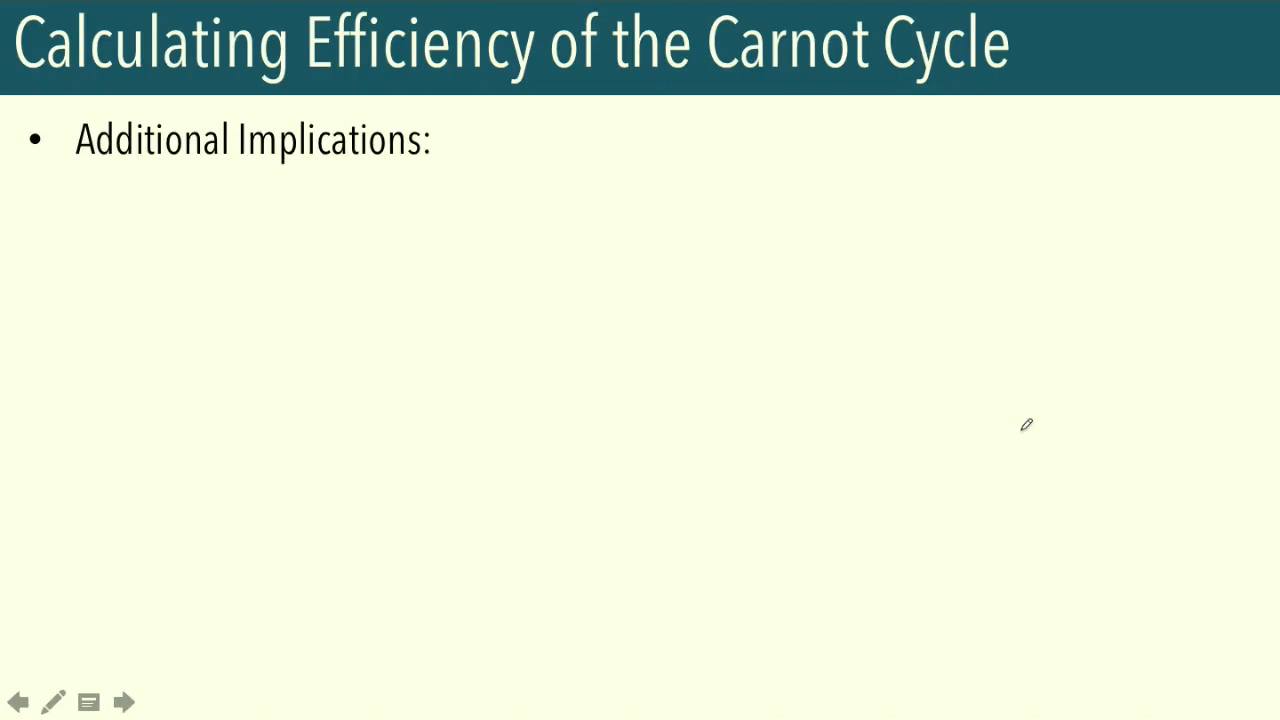 Calculating Efficiency of the Carnot Cycle
• Additional Implications: